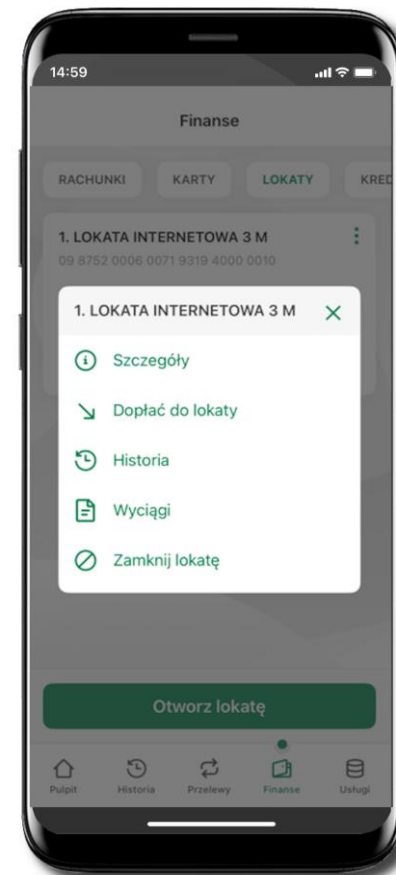 14:59
Finanse
RACHUNKI KARTY LOKATY KRED
1. LOKATA INTERNETOWA 3 M
09 8752 0006 0071 9319 4000 0010
1. LOKATA INTERNETOWA 3 M
Szczegóły
Dopłać do lokaty
Historia
Wyciągi
Zamknij lokatę
Otworz lokatę
Pulpit Historia Przelewy Finanse Usługi